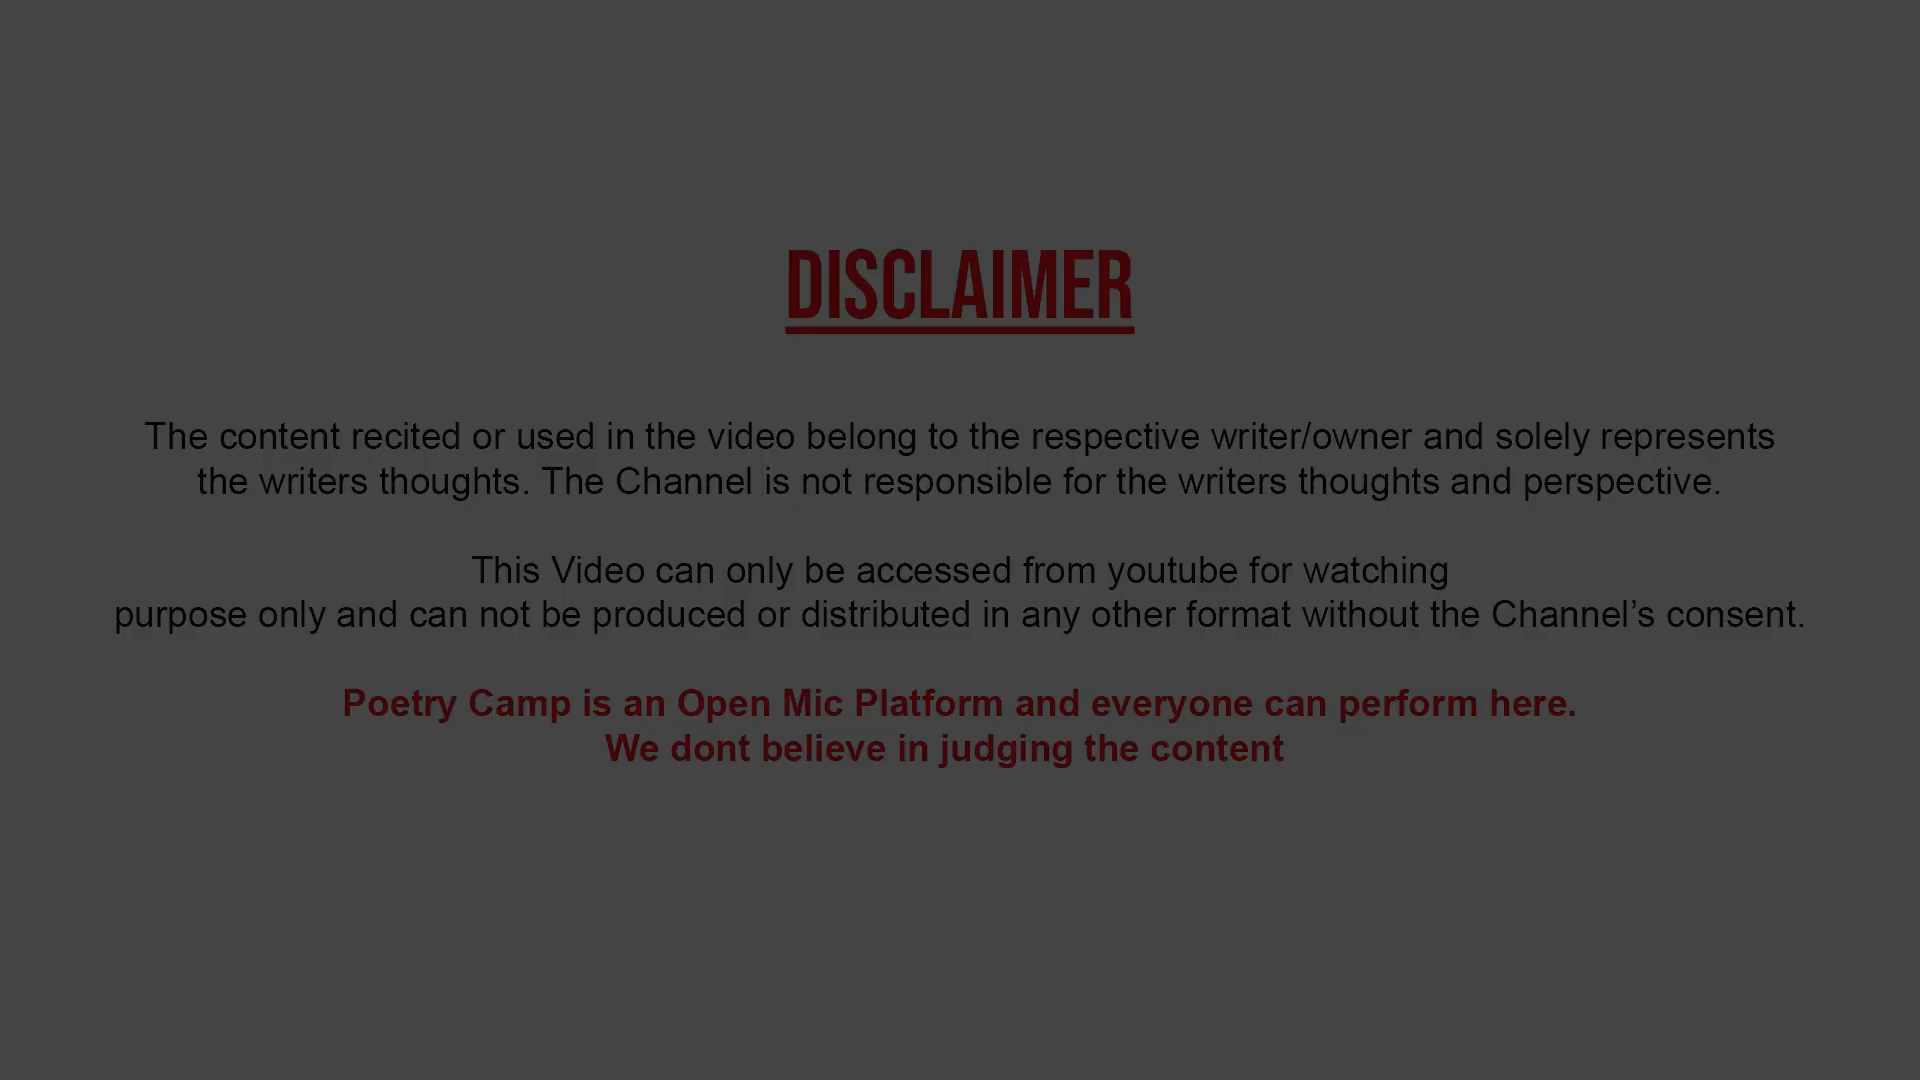 DISCLAIMER
The content recited or used in the video belong to the respective writer/owner and solely represents
the writers thoughts. The Channel is not responsible for the writers thoughts and perspective.
This Video can only be accessed from youtube for watching
purpose only and can not be produced or distributed in any other format without the Channel’s consent.
Poetry Camp is an Open Mic Platform and everyone can perform here.
We dont believe in judging the content